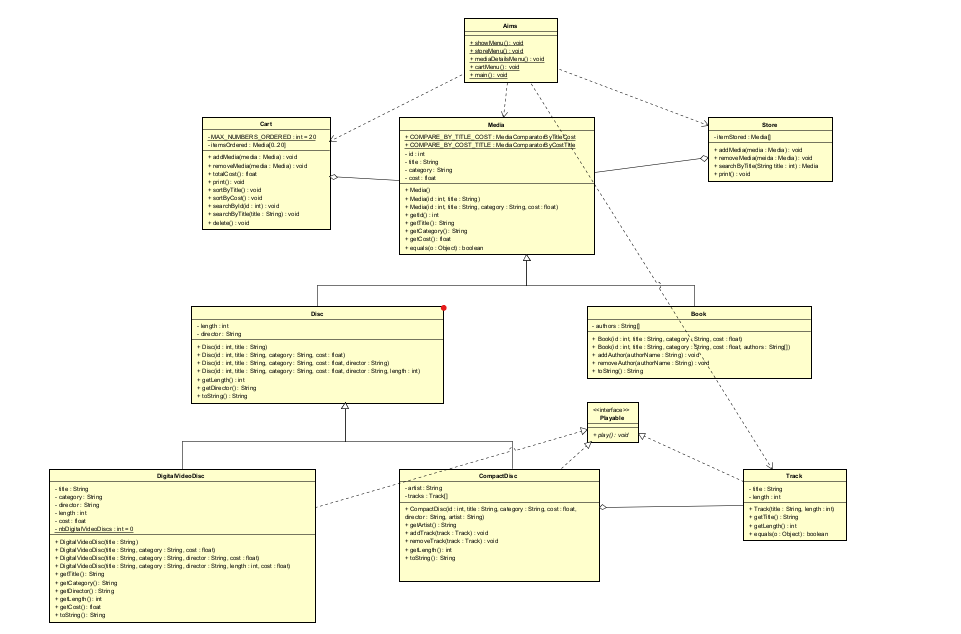 Aims
+ showMenu() : void
+ storeMenu() : void
+ mediaDetailsMenu() : void
+ cartMenu() : void
+ main() : void
Cart
- MAX_NUMBERS_ORDERED : int = 20
- itemsOrdered : Media[0..20]
+ addMedia(media : Media) : void
+ removeMedia(media : Media) : void
+ totalCost() : float
+ print() : void
+ sortByTitle() : void
+ sortByCost() : void
+ searchById(id : int) : void
+ searchByTitle(title : String) : void
+ delete() : void
Media
+ COMPARE_BY_TITLE_COST : MediaComparatorByTitleCost
+ COMPARE_BY_COST_TITLE : MediaComparatorByCostTitle
- id : int
- title : String
- category : String
- cost : float
+ Media()
+ Media(id : int, title : String)
+ Media(id : int, title : String, category : String, cost : float)
+ getId() : int
+ getTitle() : String
+ getCategory() : String
+ getCost() : float
+ equals(o : Object) : boolean
Store
- itemStored : Media[]
+ addMedia(media : Media) : void
+ removeMedia(media : Media) : void
+ searchByTitle(String title : int) : Media
+ print() : void
Disc
- length : int
- director : String
+ Disc(id : int, title : String)
+ Disc(id : int, title : String, category : String, cost : float)
+ Disc(id : int, title : String, category : String, cost : float, director : String)
+ Disc(id : int, title : String, category : String, cost : float, director : String, length : int)
+ getLength() : int
+ getDirector() : String
+ toString() : String
Book
- authors : String[]
+ Book(id : int, title : String, category : String, cost : float)
+ Book(id : int, title : String, category : String, cost : float, authors : String[])
+ addAuthor(authorName : String) : void
+ removeAuthor(authorName : String) : void
+ toString() : String
<<interface>>
Playable
+ play() : void
DigitalVideoDisc
- title : String
- category : String
- director : String
- length : int
- cost : float
- nbDigitalVideoDiscs : int = 0
+ DigitalVideoDisc(title : String)
+ DigitalVideoDisc(title : String, category : String, cost : float)
+ DigitalVideoDisc(title : String, category : String, director : String, cost : float)
+ DigitalVideoDisc(title : String, category : String, director : String, length : int, cost : float)
+ getTitle() : String
+ getCategory() : String
+ getDirector() : String
+ getLength() : int
+ getCost() : float
+ toString() : String
CompactDisc
- artist : String
- tracks : Track[]
+ CompactDisc(id : int, title : String, category : String, cost : float,
director : String, artist : String)
+ getArtist() : String
+ addTrack(track : Track) : void
+ removeTrack(track : Track) : void
+ getLength() : int
+ toString() : String
Track
- title : String
- length : int
+ Track(title : String, length : int)
+ getTitle() : String
+ getLength() : int
+ equals(o : Object) : boolean